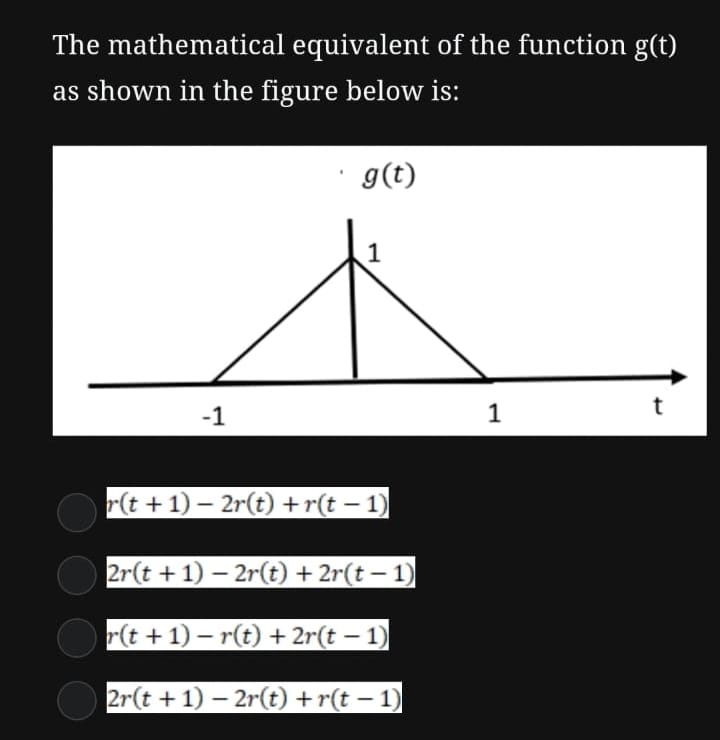 The mathematical equivalent of the function g(t)
as shown in the figure below is:
g(t)
1
-1
1
t
r(t + 1) – 2r(t) + r(t – 1)
2r(t + 1) – 2r(t) + 2r(t – 1)
r(t + 1) – r(t) + 2r(t – 1)
2r(t + 1) – 2r(t) + r(t – 1)